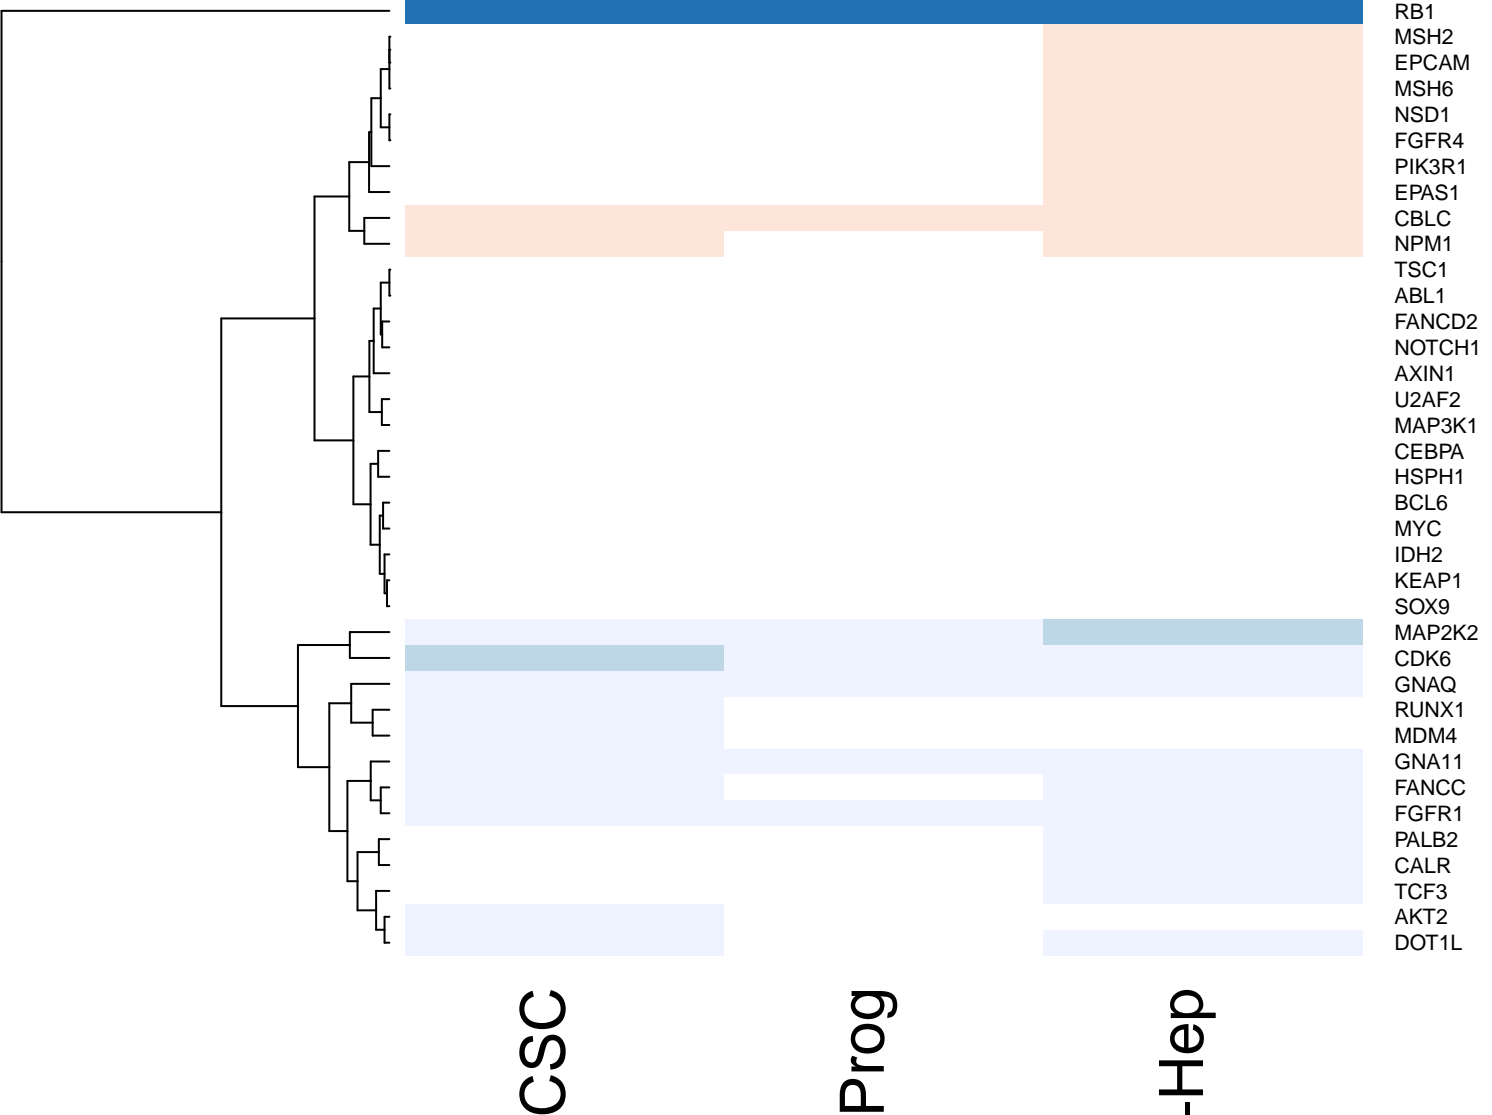 RB1
MSH2
EPCAM
MSH6
NSD1
FGFR4
PIK3R1
EPAS1
CBLC
NPM1
TSC1
ABL1
FANCD2
NOTCH1
AXIN1
U2AF2
MAP3K1
CEBPA
HSPH1
BCL6
MYC
IDH2
KEAP1
SOX9
MAP2K2
CDK6
GNAQ
RUNX1
MDM4
GNA11
FANCC
FGFR1
PALB2
CALR
TCF3
AKT2
DOT1L
CSC
Prog
-Hep